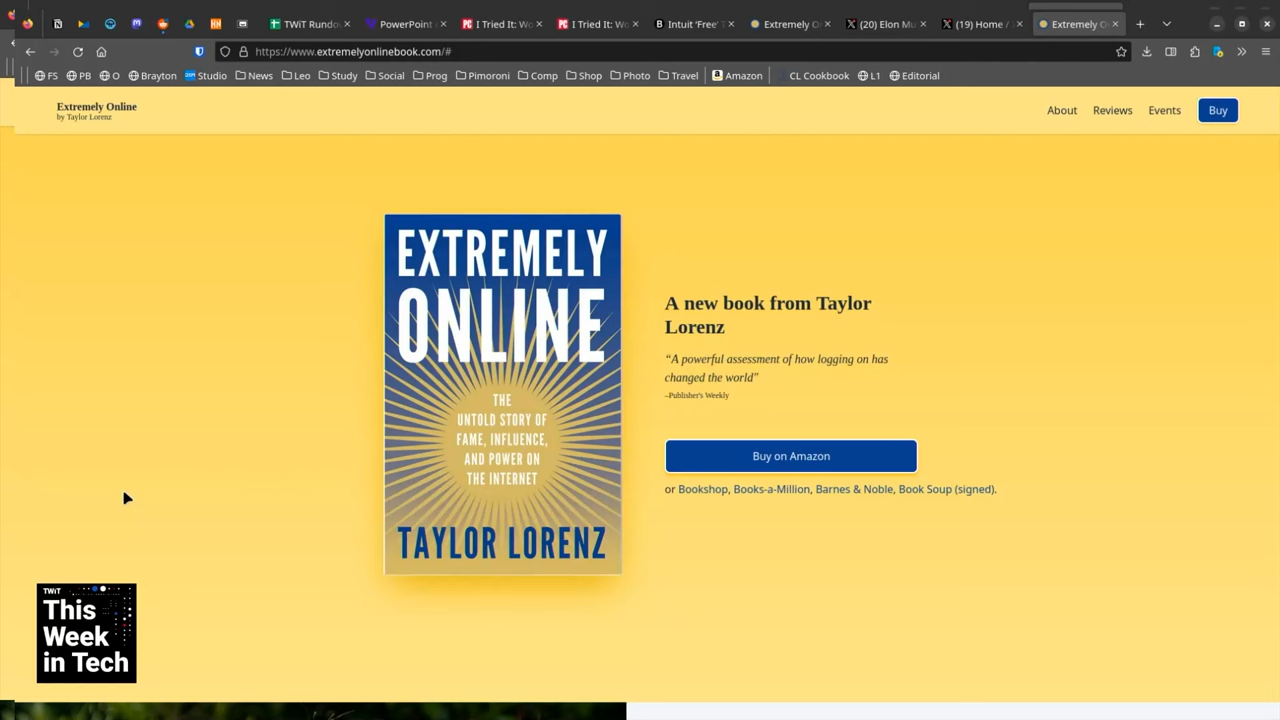 TWiT Rundo
PowerPoint
I Tried It: Wo
I Tried It: Wo
Intuit ‘Free’ T
Extremely O
(20) Elon Mu
(19) Home /
Extremely O
https://www.extremelyonlinebook.com/#
FS PB O Brayton Studio News Leo Study Social Prog Pimoroni Comp Shop Photo Travel Amazon CL Cookbook L1 Editorial
Extremely Online
by Taylor Lorenz
About Reviews Events Buy
EXTREMELY
ONLINE
THE
UNTOLD STORY OF
FAME, INFLUENCE,
AND POWER ON
THE INTERNET
TAYLOR LORENZ
A new book from Taylor
Lorenz
“A powerful assessment of how logging on has
changed the world”
–Publisher's Weekly
Buy on Amazon
or Bookshop, Books-a-Million, Barnes & Noble, Book Soup (signed).
TWiT
This
Week
in Tech